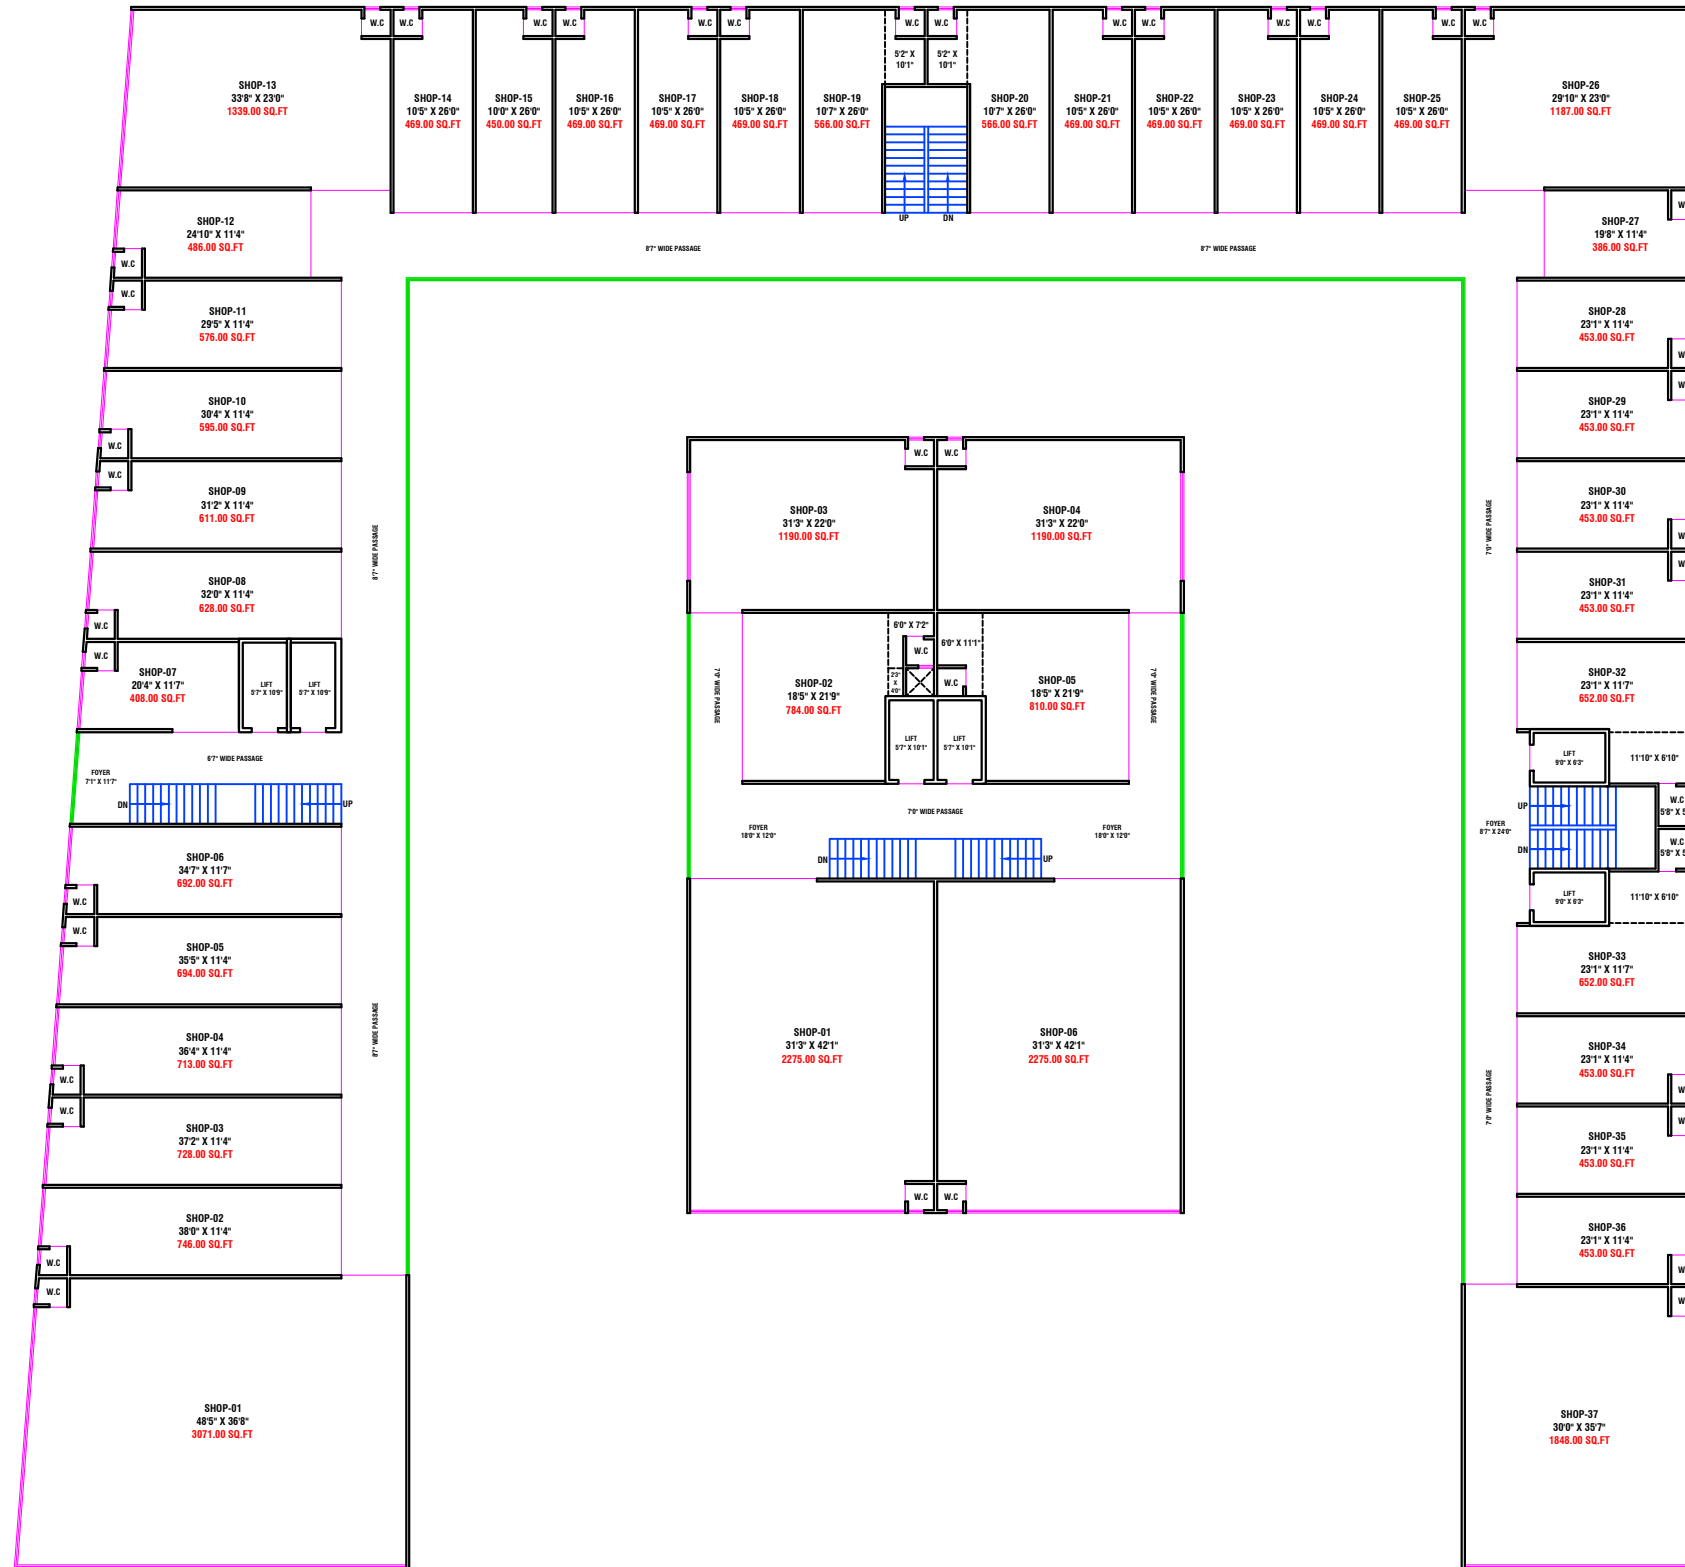 W.C
W.C
W.C
W.C
W.C
W.C
W.C
W.C
W.C
W.C
W.C
W.C
W.C
W.C
5'2" X
10'1"
5'2" X
10'1"
SHOP-13
33'8" X 23'0"
1339.00 SQ.FT
SHOP-14
10'5" X 26'0"
469.00 SQ.FT
SHOP-15
10'0" X 26'0"
450.00 SQ.FT
SHOP-16
10'5" X 26'0"
469.00 SQ.FT
SHOP-17
10'5" X 26'0"
469.00 SQ.FT
SHOP-18
10'5" X 26'0"
469.00 SQ.FT
SHOP-19
10'7" X 26'0"
566.00 SQ.FT
SHOP-20
10'7" X 26'0"
566.00 SQ.FT
SHOP-21
10'5" X 26'0"
469.00 SQ.FT
SHOP-22
10'5" X 26'0"
469.00 SQ.FT
SHOP-23
10'5" X 26'0"
469.00 SQ.FT
SHOP-24
10'5" X 26'0"
469.00 SQ.FT
SHOP-25
10'5" X 26'0"
469.00 SQ.FT
SHOP-26
29'10" X 23'0"
1187.00 SQ.FT
UP
DN
8'7" WIDE PASSAGE
8'7" WIDE PASSAGE
SHOP-12
24'10" X 11'4"
486.00 SQ.FT
W.C
W.C
SHOP-11
29'5" X 11'4"
576.00 SQ.FT
SHOP-10
30'4" X 11'4"
595.00 SQ.FT
W.C
W.C
SHOP-09
31'2" X 11'4"
611.00 SQ.FT
8'7" WIDE PASSAGE
SHOP-08
32'0" X 11'4"
628.00 SQ.FT
W.C
W.C
SHOP-07
20'4" X 11'7"
408.00 SQ.FT
LIFT
5'7" X 10'9"
LIFT
5'7" X 10'9"
6'7" WIDE PASSAGE
FOYER
7'1" X 11'7"
DN
UP
SHOP-06
34'7" X 11'7"
692.00 SQ.FT
W.C
W.C
SHOP-05
35'5" X 11'4"
694.00 SQ.FT
8'7" WIDE PASSAGE
SHOP-04
36'4" X 11'4"
713.00 SQ.FT
W.C
W.C
SHOP-03
37'2" X 11'4"
728.00 SQ.FT
SHOP-02
38'0" X 11'4"
746.00 SQ.FT
W.C
W.C
SHOP-01
48'5" X 36'8"
3071.00 SQ.FT
W.C
W.C
SHOP-03
31'3" X 22'0"
1190.00 SQ.FT
SHOP-04
31'3" X 22'0"
1190.00 SQ.FT
6'0" X 7'2"
6'0" X 11'1"
W.C
W.C
2'3"
X
4'0"
7'0" WIDE PASSAGE
SHOP-02
18'5" X 21'9"
784.00 SQ.FT
SHOP-05
18'5" X 21'9"
810.00 SQ.FT
7'0" WIDE PASSAGE
LIFT
5'7" X 10'1"
LIFT
5'7" X 10'1"
7'0" WIDE PASSAGE
FOYER
18'0" X 12'0"
FOYER
18'0" X 12'0"
DN
UP
SHOP-01
31'3" X 42'1"
2275.00 SQ.FT
SHOP-06
31'3" X 42'1"
2275.00 SQ.FT
W.C
W.C
SHOP-27
19'8" X 11'4"
386.00 SQ.FT
W
SHOP-28
23'1" X 11'4"
453.00 SQ.FT
W
W
SHOP-29
23'1" X 11'4"
453.00 SQ.FT
7'0" WIDE PASSAGE
SHOP-30
23'1" X 11'4"
453.00 SQ.FT
W
W
SHOP-31
23'1" X 11'4"
453.00 SQ.FT
SHOP-32
23'1" X 11'7"
652.00 SQ.FT
LIFT
9'0" X 6'3"
11'10" X 6'10"
UP
DN
FOYER
8'7" X 24'0"
W.C
5'8" X 5
W.C
5'8" X 5
LIFT
9'0" X 6'3"
11'10" X 6'10"
SHOP-33
23'1" X 11'7"
652.00 SQ.FT
SHOP-34
23'1" X 11'4"
453.00 SQ.FT
W
W
7'0" WIDE PASSAGE
SHOP-35
23'1" X 11'4"
453.00 SQ.FT
SHOP-36
23'1" X 11'4"
453.00 SQ.FT
W
W
SHOP-37
30'0" X 35'7"
1848.00 SQ.FT